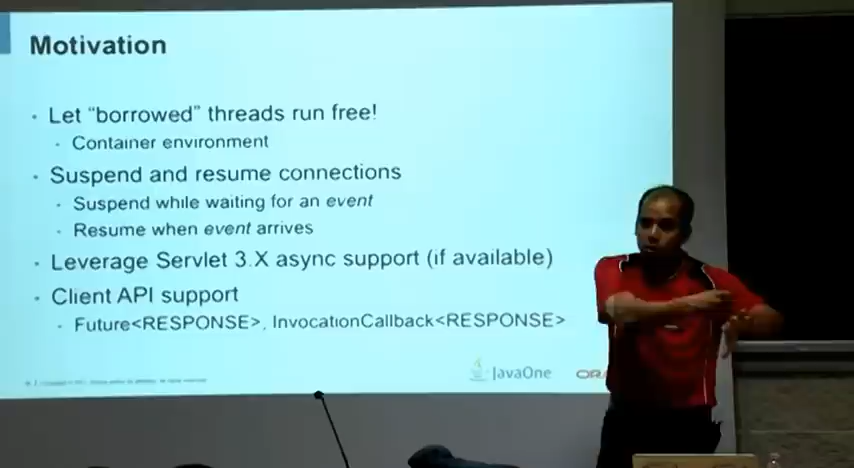 Motivation
Let “borrowed” threads run free!
Container environment
Suspend and resume connections
Suspend while waiting for an event
Resume when event arrives
Leverage Servlet 3.X async support (if available)
Client API support
Future<RESPONSE>, InvocationCallback<RESPONSE>
JavaOne